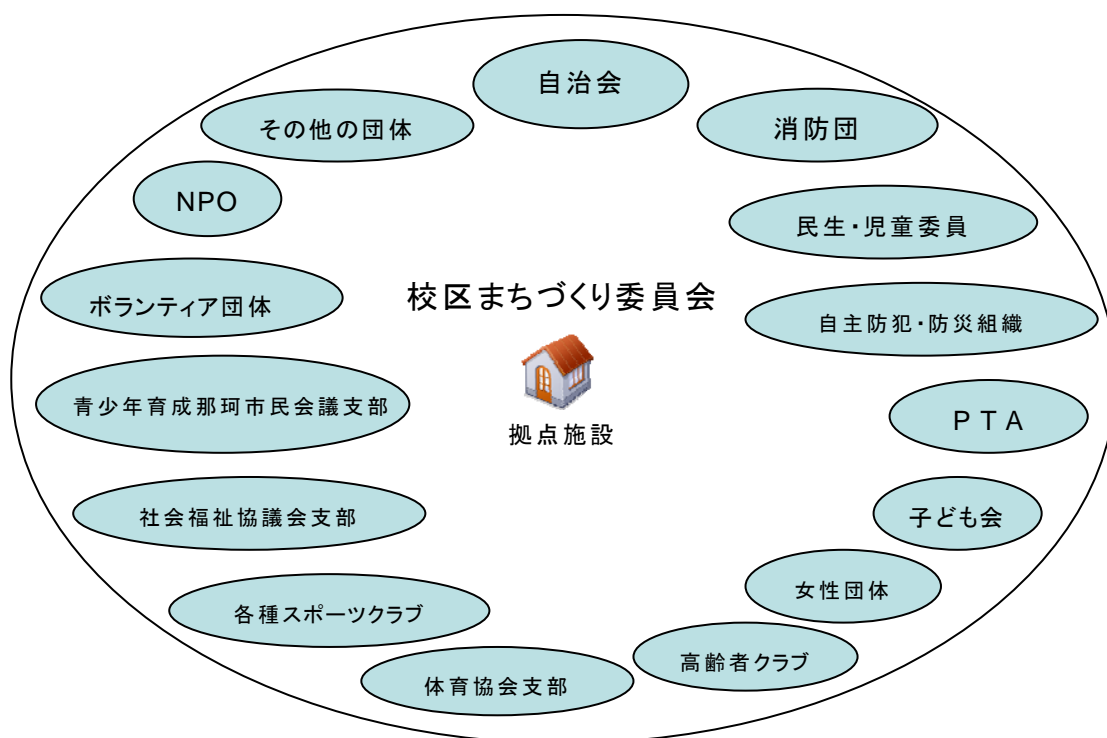 自治会
その他の団体
消防団
NPO
民生・児童委員
ボランティア団体
校区まちづくり委員会
自主防犯・防災組織
青少年育成那珂市民会議支部
拠点施設
PTA
社会福祉協議会支部
子ども会
女性団体
各種スポーツクラブ
高齢者クラブ
体育協会支部